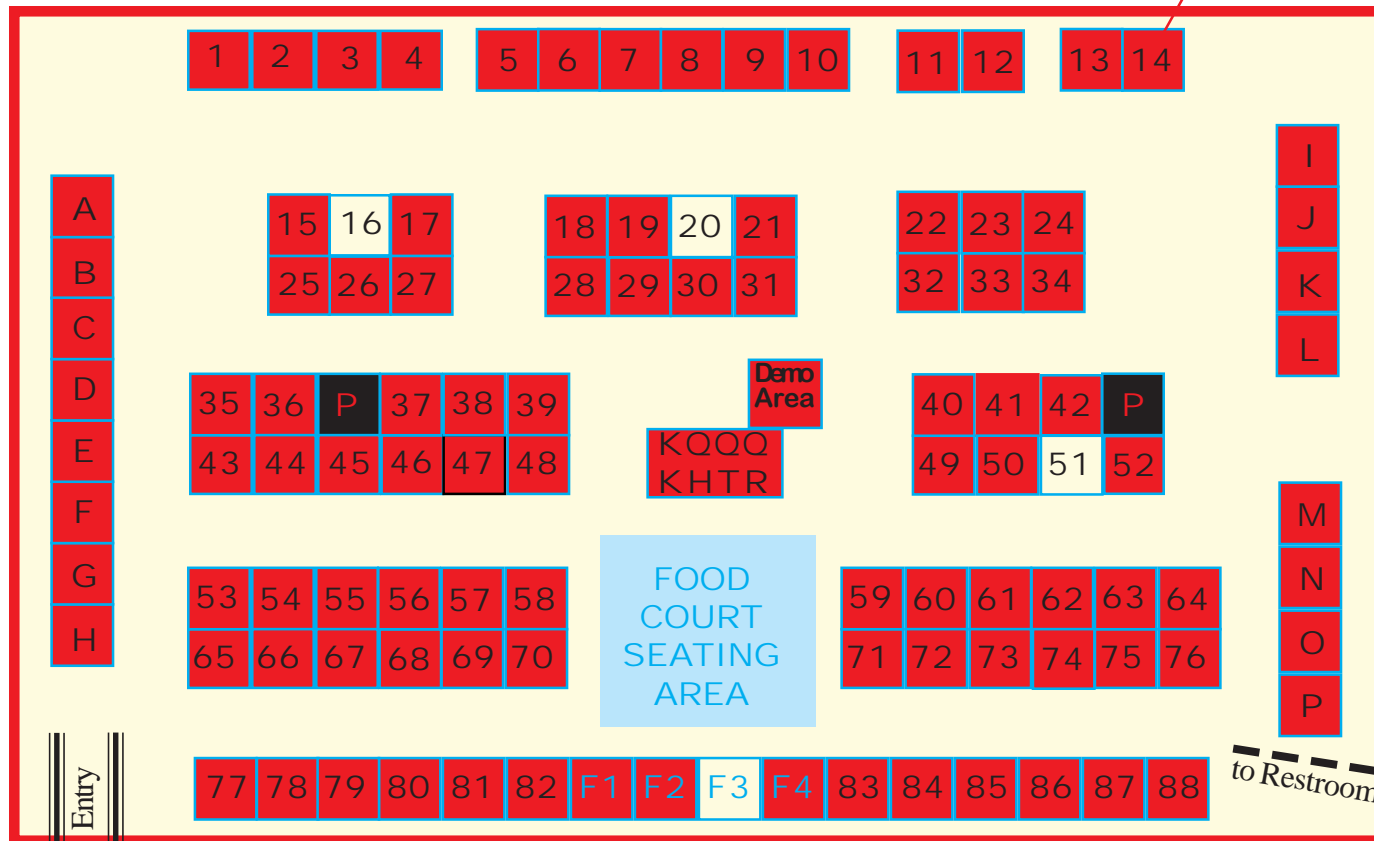 1 2 3 4 5 6 7 8 9 10 11 12 13 14
I
J
K
L
A
B
C
D
E
F
G
H
15 16 17 18 19 20 21 22 23 24
25 26 27 28 29 30 31 32 33 34
Demo
Area
35 36 P 37 38 39 40 41 42 P
KQQQ
KHTR
43 44 45 46 47 48 49 50 51 52
M
N
O
P
53 54 55 56 57 58 59 60 61 62 63 64
65 66 67 68 69 70 71 72 73 74 75 76
FOOD
COURT
SEATING
AREA
Entry
77 78 79 80 81 82 F1 F2 F3 F4 83 84 85 86 87 88
to Restroom